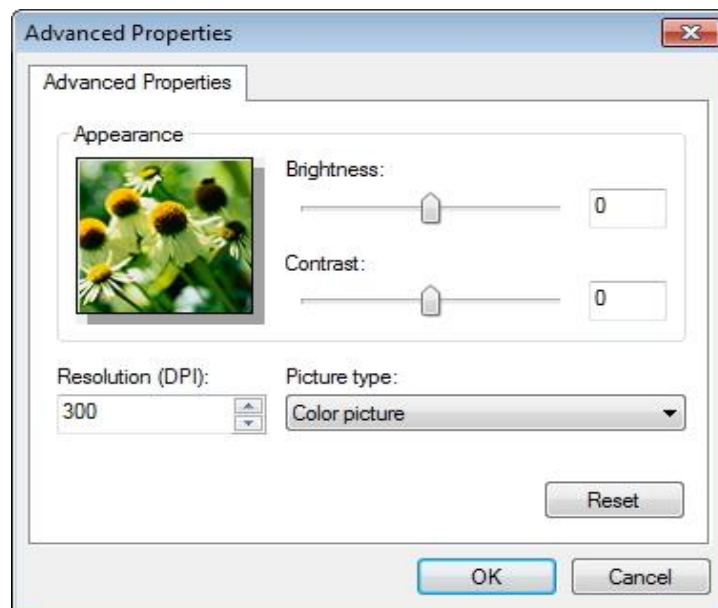 Advanced Properties
Advanced Properties
Appearance
Brightness:
0
Contrast:
0
Resolution (DPI):
Picture type:
300
Color picture
Reset
OK
Cancel